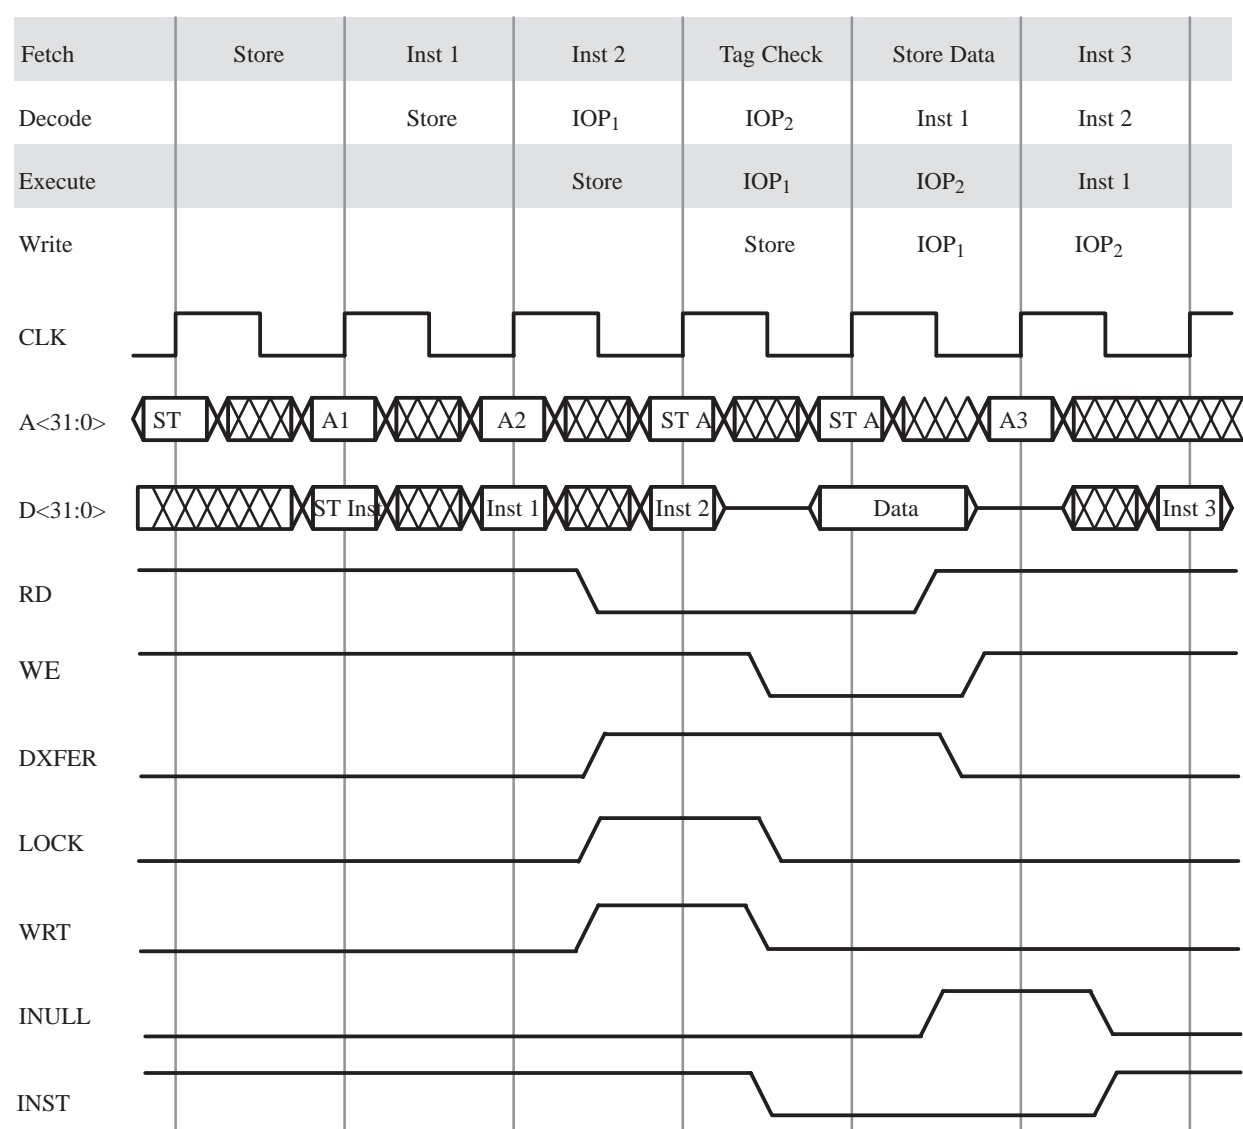 Fetch Store Inst 1 Inst 2 Tag Check Store Data Inst 3
Decode Store IOP1 IOP2 Inst 1 Inst 2
Execute Store IOP1 IOP2 Inst 1
Write Store IOP1 IOP2
CLK
A<31:0> ST A1 A2 ST A ST A A3
D<31:0> ST Inst Inst 1 Inst 2 Data Inst 3
RD
WE
DXFER
LOCK
WRT
INULL
INST